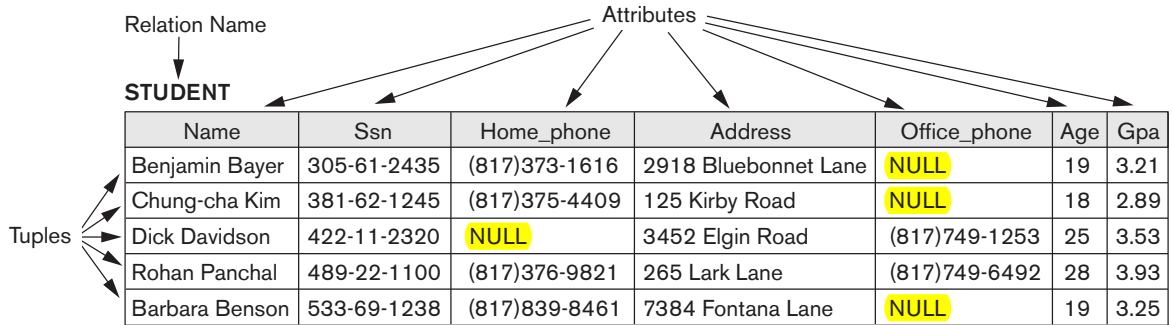 Relation Name
Attributes
STUDENT
Name Ssn Home_phone Address Office_phone Age Gpa
Benjamin Bayer 305-61-2435 (817)373-1616 2918 Bluebonnet Lane NULL 19 3.21
Chung-cha Kim 381-62-1245 (817)375-4409 125 Kirby Road NULL 18 2.89
Tuples Dick Davidson 422-11-2320 NULL 3452 Elgin Road (817)749-1253 25 3.53
Rohan Panchal 489-22-1100 (817)376-9821 265 Lark Lane (817)749-6492 28 3.93
Barbara Benson 533-69-1238 (817)839-8461 7384 Fontana Lane NULL 19 3.25